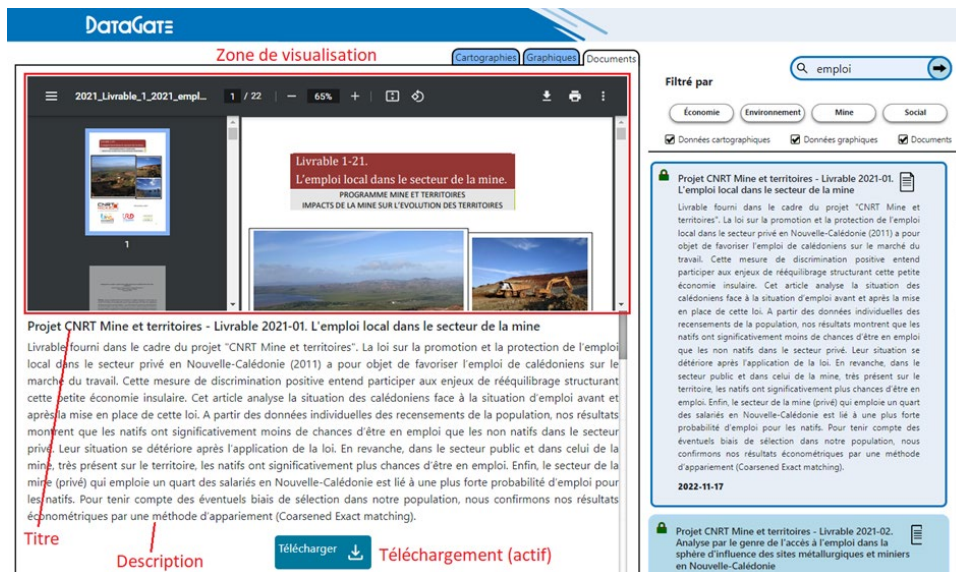 DATAGATE
Zone de visualisation
Cartographies Graphiques Documents
2021_Livrable_1_2021_empl... 1 / 22 65%
Livrable 1-21.
L'emploi local dans le secteur de la mine.
PROGRAMME MINE ET TERRITOIRES
IMPACTS DE LA MINE SUR L'EVOLUTION DES TERRITOIRES
1
Projet CNRT Mine et territoires - Livrable 2021-01. L'emploi local dans le secteur de la mine
Livrable fourni dans le cadre du projet "CNRT Mine et territoires". La loi sur la promotion et la protection de l'emploi
local dans le secteur privé en Nouvelle-Calédonie (2011) a pour objet de favoriser l'emploi de calédoniens sur le
marché du travail. Cette mesure de discrimination positive entend participer aux enjeux de rééquilibrage structurant
cette petite économie insulaire. Cet article analyse la situation des calédoniens face à la situation d'emploi avant et
après la mise en place de cette loi. A partir des données individuelles des recensements de la population, nos résultats
montrent que les natifs ont significativement moins de chances d'être en emploi que les non natifs dans le secteur
privé. Leur situation se détériore après l'application de la loi. En revanche, dans le secteur public et dans celui de la
mine, très présent sur le territoire, les natifs ont significativement plus chances d'être en emploi. Enfin, le secteur de la
mine (privé) qui emploie un quart des salariés en Nouvelle-Calédonie est lié à une plus forte probabilité d'emploi pour
les natifs. Pour tenir compte des éventuels biais de sélection dans notre population, nous confirmons nos résultats
économétriques par une méthode d'appariement (Coarsened Exact matching).
Titre
Description
Télécharger
Téléchargement (actif)
emploi
Filtré par
Économie Environnement Mine Social
Données cartographiques Données graphiques Documents
Projet CNRT Mine et territoires - Livrable 2021-01.
L'emploi local dans le secteur de la mine
Livrable fourni dans le cadre du projet "CNRT Mine et
territoires". La loi sur la promotion et la protection de l'emploi
local dans le secteur privé en Nouvelle-Calédonie (2011) a pour
objet de favoriser l'emploi de calédoniens sur le marché du
travail. Cette mesure de discrimination positive entend
participer aux enjeux de rééquilibrage structurant cette petite
économie insulaire. Cet article analyse la situation des
calédoniens face à la situation d'emploi avant et après la mise
en place de cette loi. A partir des données individuelles des
recensements de la population, nos résultats montrent que les
natifs ont significativement moins de chances d'être en emploi
que les non natifs dans le secteur privé. Leur situation se
détériore après l'application de la loi. En revanche, dans le
secteur public et dans celui de la mine, très présent sur le
territoire, les natifs ont significativement plus chances d'être en
emploi. Enfin, le secteur de la mine (privé) qui emploie un quart
des salariés en Nouvelle-Calédonie est lié à une plus forte
probabilité d'emploi pour les natifs. Pour tenir compte des
éventuels biais de sélection dans notre population, nous
confirmons nos résultats économétriques par une méthode
d'appariement (Coarsened Exact matching).
2022-11-17
Projet CNRT Mine et territoires - Livrable 2021-02.
Analyse par le genre de l'accés à l'emploi dans la
sphère d'influence des sites métallurgiques et miniers
en Nouvelle-Calédonie